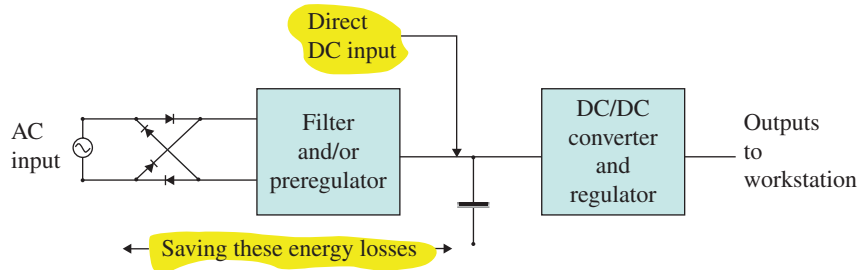 Direct
DC input
AC
input
Filter
and/or
preregulator
DC/DC
converter
and
regulator
Outputs
to
workstation
Saving these energy losses